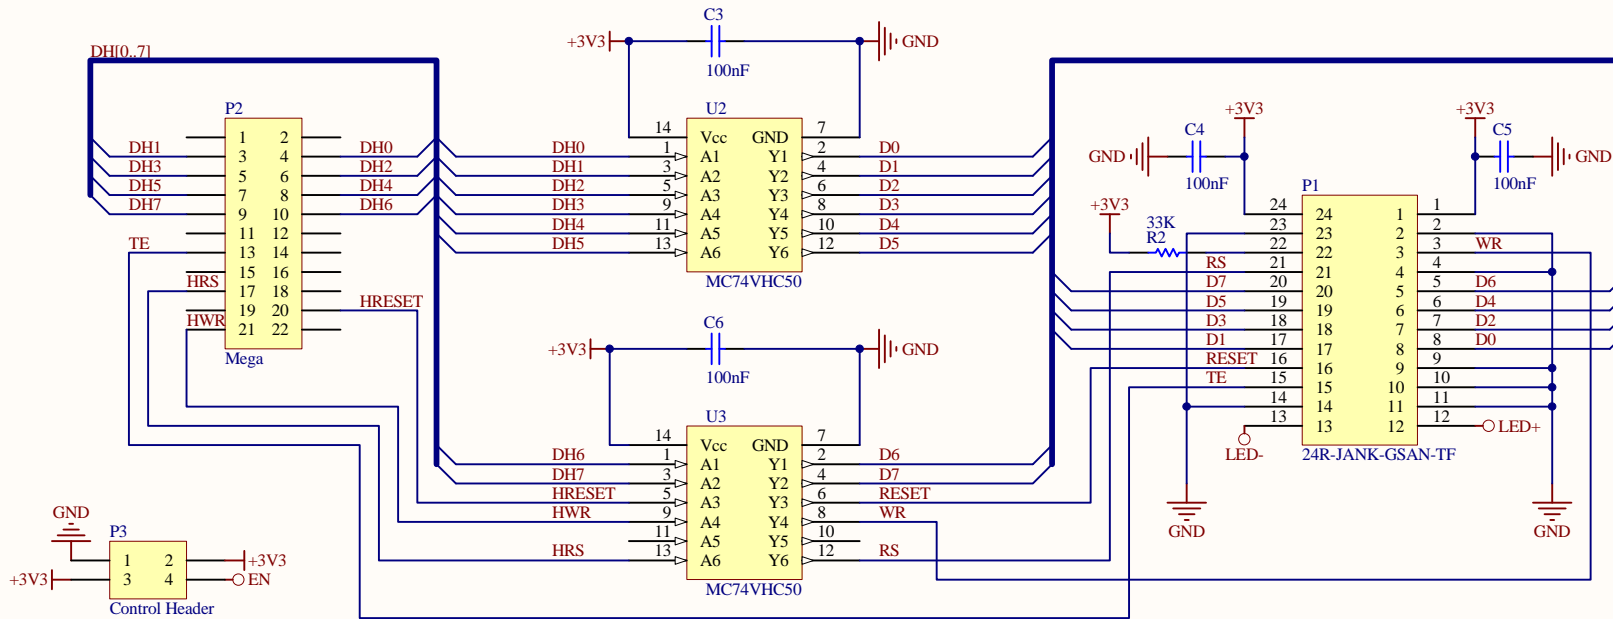 DH[0..7]
P2
1 2
DH1 3 4 DH0
DH3 5 6 DH2
DH5 7 8 DH4
DH7 9 10 DH6
11 12
TE 13 14
15 16
HRS 17 18
19 20 HRESET
HWR 21 22
Mega
C3
+3V3 GND
100nF
U2
14 Vcc GND 7
DH0 1 A1 Y1 2 D0
DH1 3 A2 Y2 4 D1
DH2 5 A3 Y3 6 D2
DH3 9 A4 Y4 8 D3
DH4 11 A5 Y5 10 D4
DH5 13 A6 Y6 12 D5
MC74VHC50
C6
+3V3 GND
100nF
U3
14 Vcc GND 7
DH6 1 A1 Y1 2 D6
DH7 3 A2 Y2 4 D7
HRESET 5 A3 Y3 6 RESET
HWR 9 A4 Y4 8 WR
11 A5 Y5 10
HRS 13 A6 Y6 12 RS
MC74VHC50
+3V3 +3V3
C4 C5
GND GND
100nF 100nF
P1
+3V3
33K
R2
24 24 1 1
23 23 2 2
22 22 3 3 WR
RS 21 21 4 4
D7 20 20 5 5 D6
D5 19 19 6 6 D4
D3 18 18 7 7 D2
D1 17 17 8 8 D0
RESET 16 16 9 9
TE 15 15 10 10
14 14 11 11
13 13 12 12 LED+
LED-
24R-JANK-GSAN-TF
GND GND
GND
P3
1 2 +3V3
+3V3 3 4 EN
Control Header